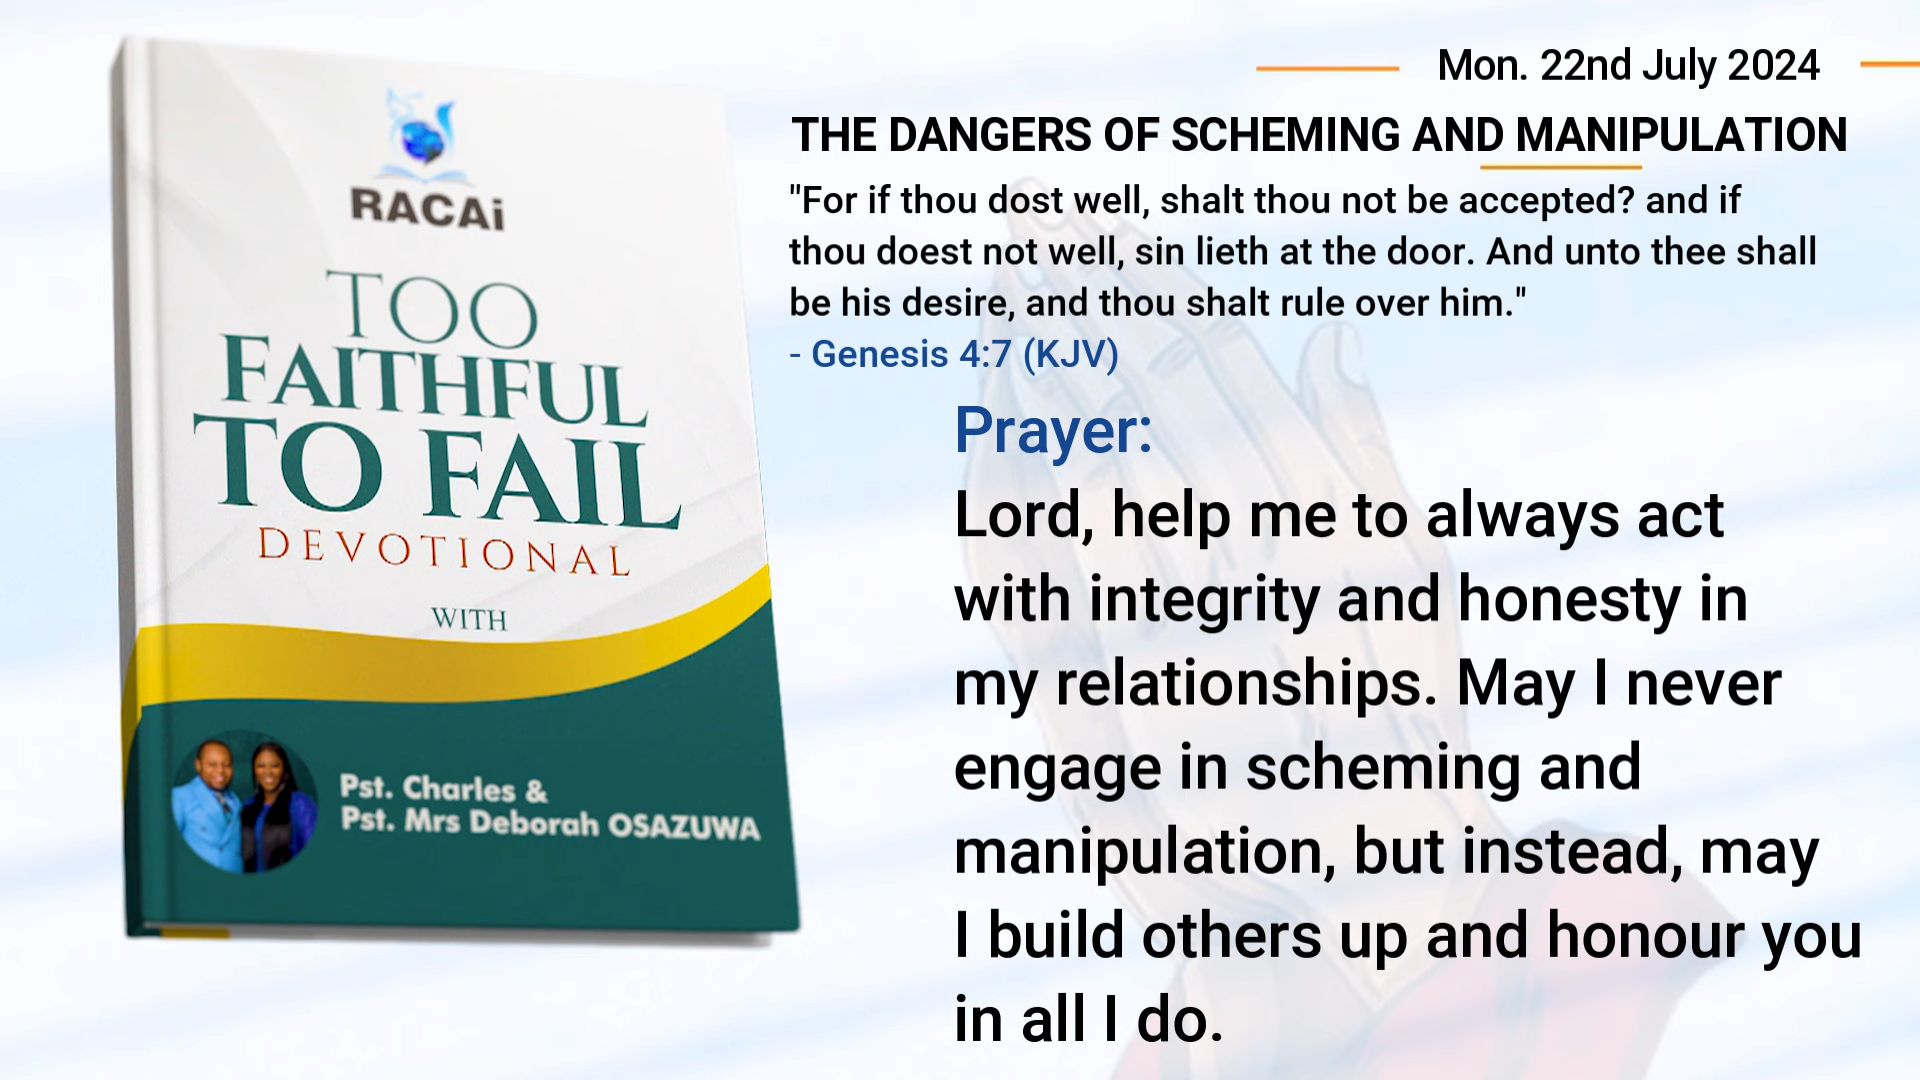 RACAi
TOO
FAITHFUL
TO FAIL
DEVOTIONAL
WITH
Pst. Charles &
Pst. Mrs Deborah OSAZUWA
Mon. 22nd July 2024
THE DANGERS OF SCHEMING AND MANIPULATION
"For if thou dost well, shalt thou not be accepted? and if
thou doest not well, sin lieth at the door. And unto thee shall
be his desire, and thou shalt rule over him."
- Genesis 4:7 (KJV)
Prayer:
Lord, help me to always act
with integrity and honesty in
my relationships. May I never
engage in scheming and
manipulation, but instead, may
I build others up and honour you
in all I do.